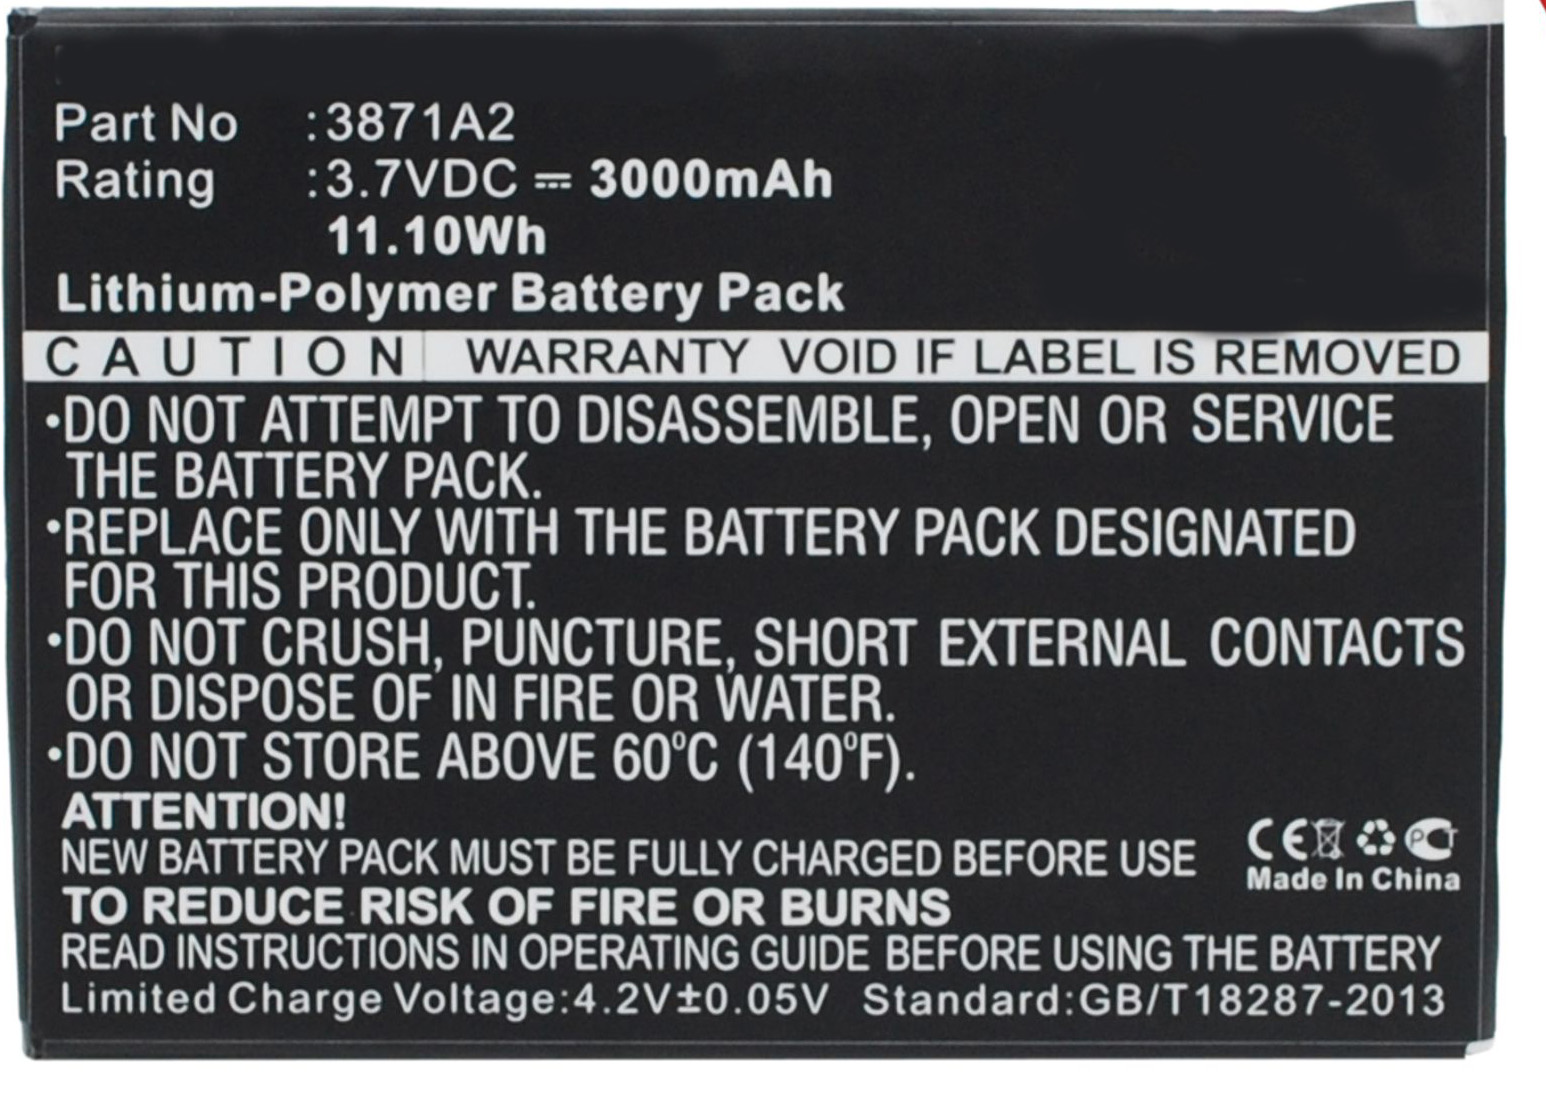 Part No :3871A2
Rating :3.7VDC ⎓ 3000mAh
11.10Wh
Lithium-Polymer Battery Pack
CAUTION WARRANTY VOID IF LABEL IS REMOVED
•DO NOT ATTEMPT TO DISASSEMBLE, OPEN OR SERVICE
THE BATTERY PACK.
•REPLACE ONLY WITH THE BATTERY PACK DESIGNATED
FOR THIS PRODUCT.
•DO NOT CRUSH, PUNCTURE, SHORT EXTERNAL CONTACTS
OR DISPOSE OF IN FIRE OR WATER.
•DO NOT STORE ABOVE 60°C (140°F).
ATTENTION!
NEW BATTERY PACK MUST BE FULLY CHARGED BEFORE USE
CE PCT
Made In China
TO REDUCE RISK OF FIRE OR BURNS
READ INSTRUCTIONS IN OPERATING GUIDE BEFORE USING THE BATTERY
Limited Charge Voltage:4.2V±0.05V Standard:GB/T18287-2013